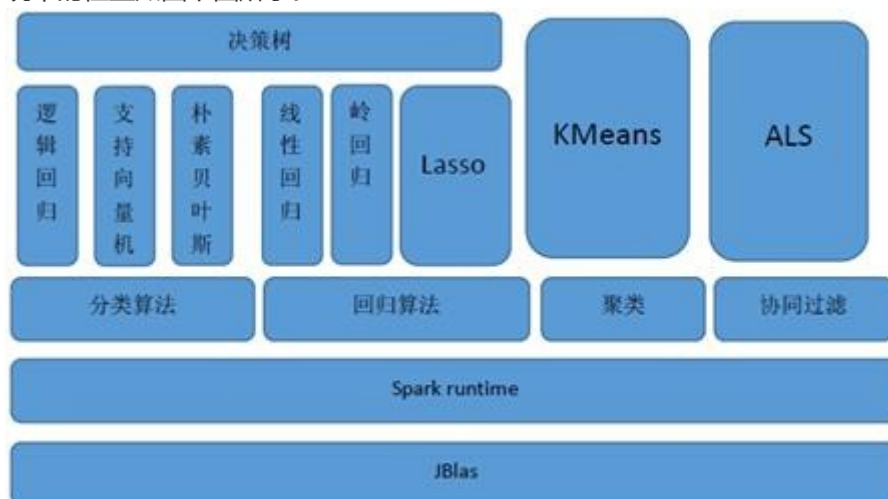 决策树
逻辑回归
支持向量机
朴素贝叶斯
线性回归
岭回归
Lasso
KMeans
ALS
分类算法
回归算法
聚类
协同过滤
Spark runtime
JBlas